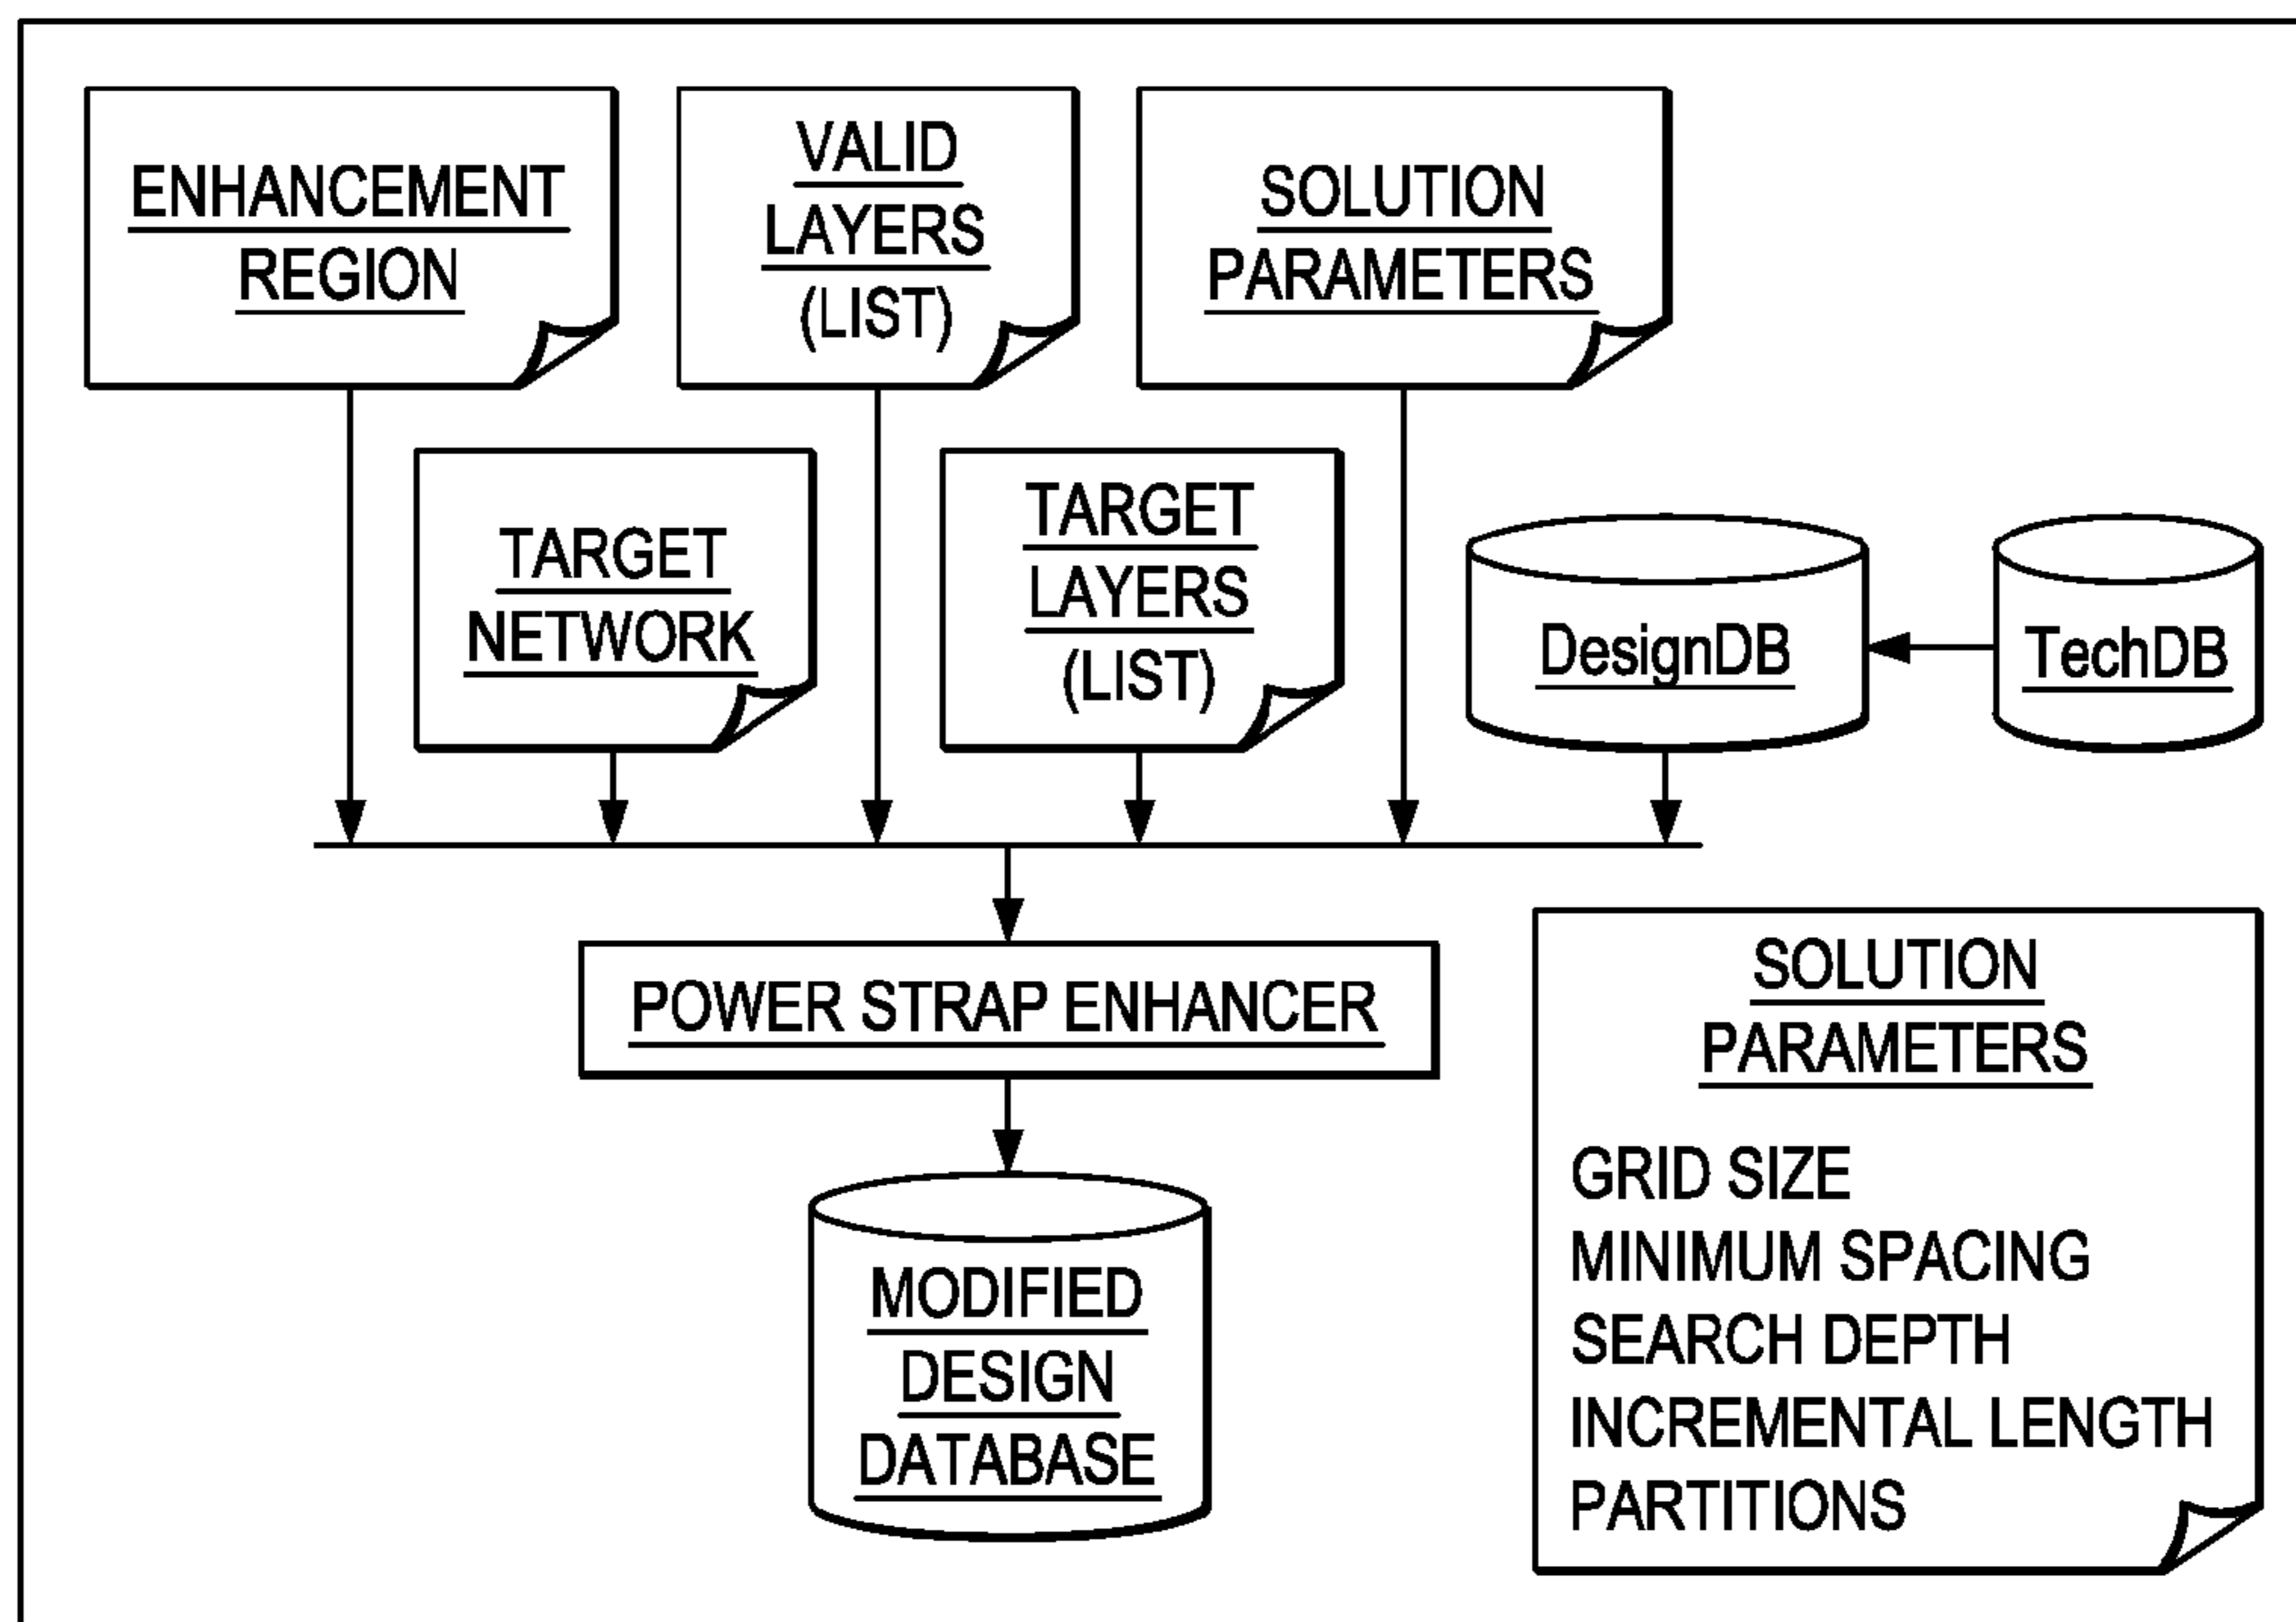 ENHANCEMENT
REGION
VALID
LAYERS
(LIST)
SOLUTION
PARAMETERS
TARGET
NETWORK
TARGET
LAYERS
(LIST)
DesignDB
TechDB
POWER STRAP ENHANCER
MODIFIED
DESIGN
DATABASE
SOLUTION
PARAMETERS
GRID SIZE
MINIMUM SPACING
SEARCH DEPTH
INCREMENTAL LENGTH
PARTITIONS